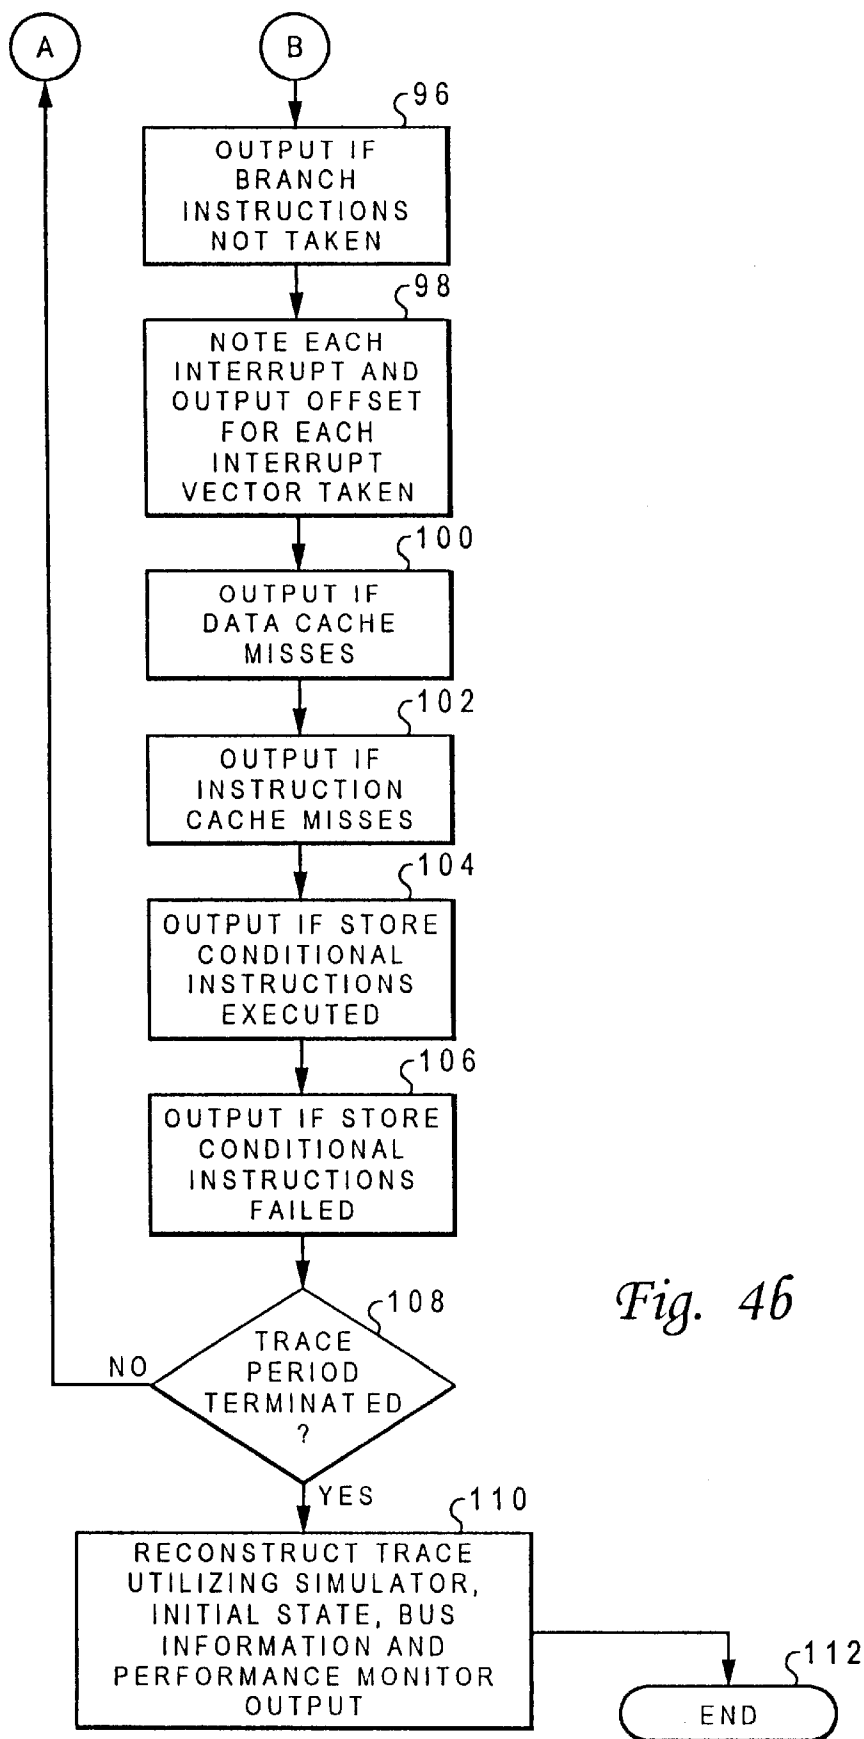 A
B
96
OUTPUT IF
BRANCH
INSTRUCTIONS
NOT TAKEN
98
NOTE EACH
INTERRUPT AND
OUTPUT OFFSET
FOR EACH
INTERRUPT
VECTOR TAKEN
100
OUTPUT IF
DATA CACHE
MISSES
102
OUTPUT IF
INSTRUCTION
CACHE MISSES
104
OUTPUT IF STORE
CONDITIONAL
INSTRUCTIONS
EXECUTED
106
OUTPUT IF STORE
CONDITIONAL
INSTRUCTIONS
FAILED
108
TRACE
PERIOD
TERMINATED
?
NO
YES
Fig. 4b
110
RECONSTRUCT TRACE
UTILIZING SIMULATOR,
INITIAL STATE, BUS
INFORMATION AND
PERFORMANCE MONITOR
OUTPUT
112
END